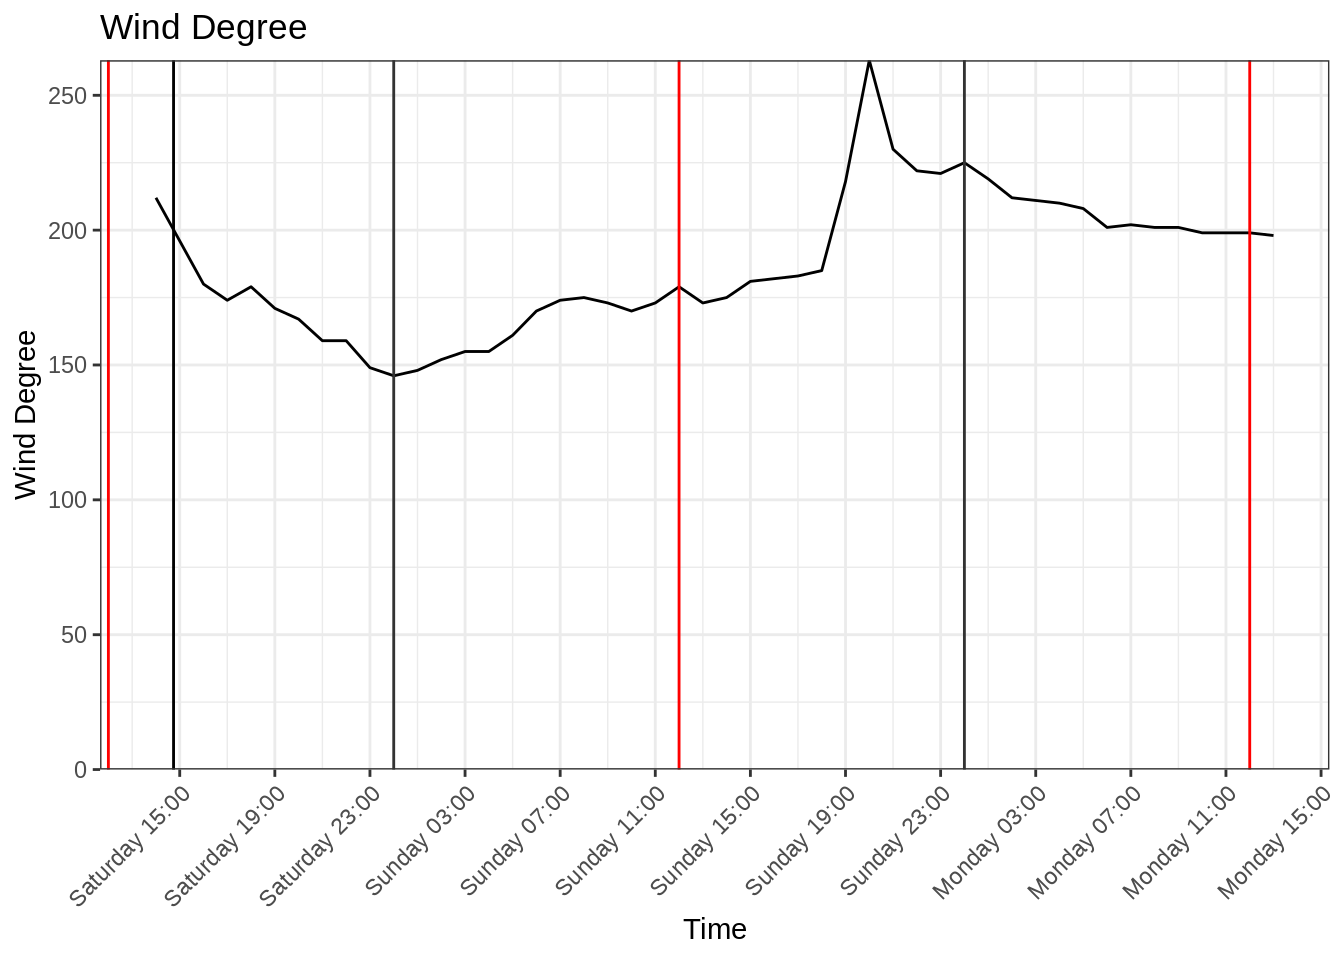 Wind Degree
Wind Degree
250
200
150
100
50
0
Saturday 15:00
Saturday 19:00
Saturday 23:00
Sunday 03:00
Sunday 07:00
Sunday 11:00
Sunday 15:00
Sunday 19:00
Sunday 23:00
Monday 03:00
Monday 07:00
Monday 11:00
Monday 15:00
Time